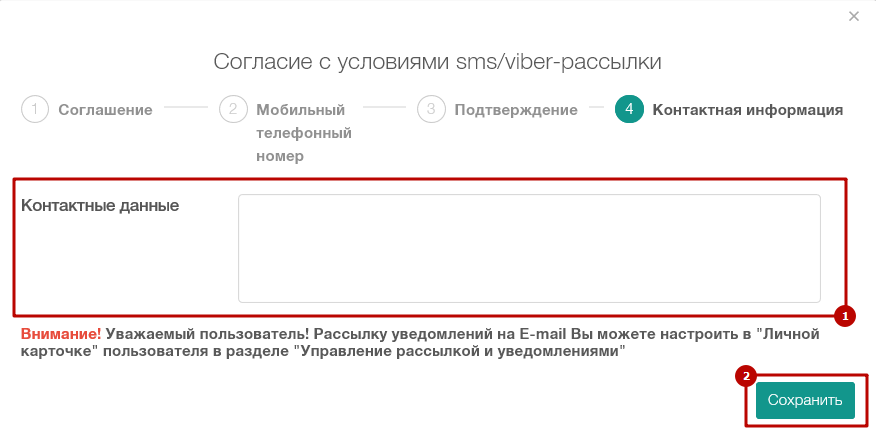 ×
Согласие с условиями sms/viber-рассылки
1 Соглашение
2 Мобильный
телефонный
номер
3 Подтверждение
4 Контактная информация
Контактные данные
1
Внимание! Уважаемый пользователь! Рассылку уведомлений на E-mail Вы можете настроить в "Личной
карточке" пользователя в разделе "Управление рассылкой и уведомлениями"
2
Сохранить